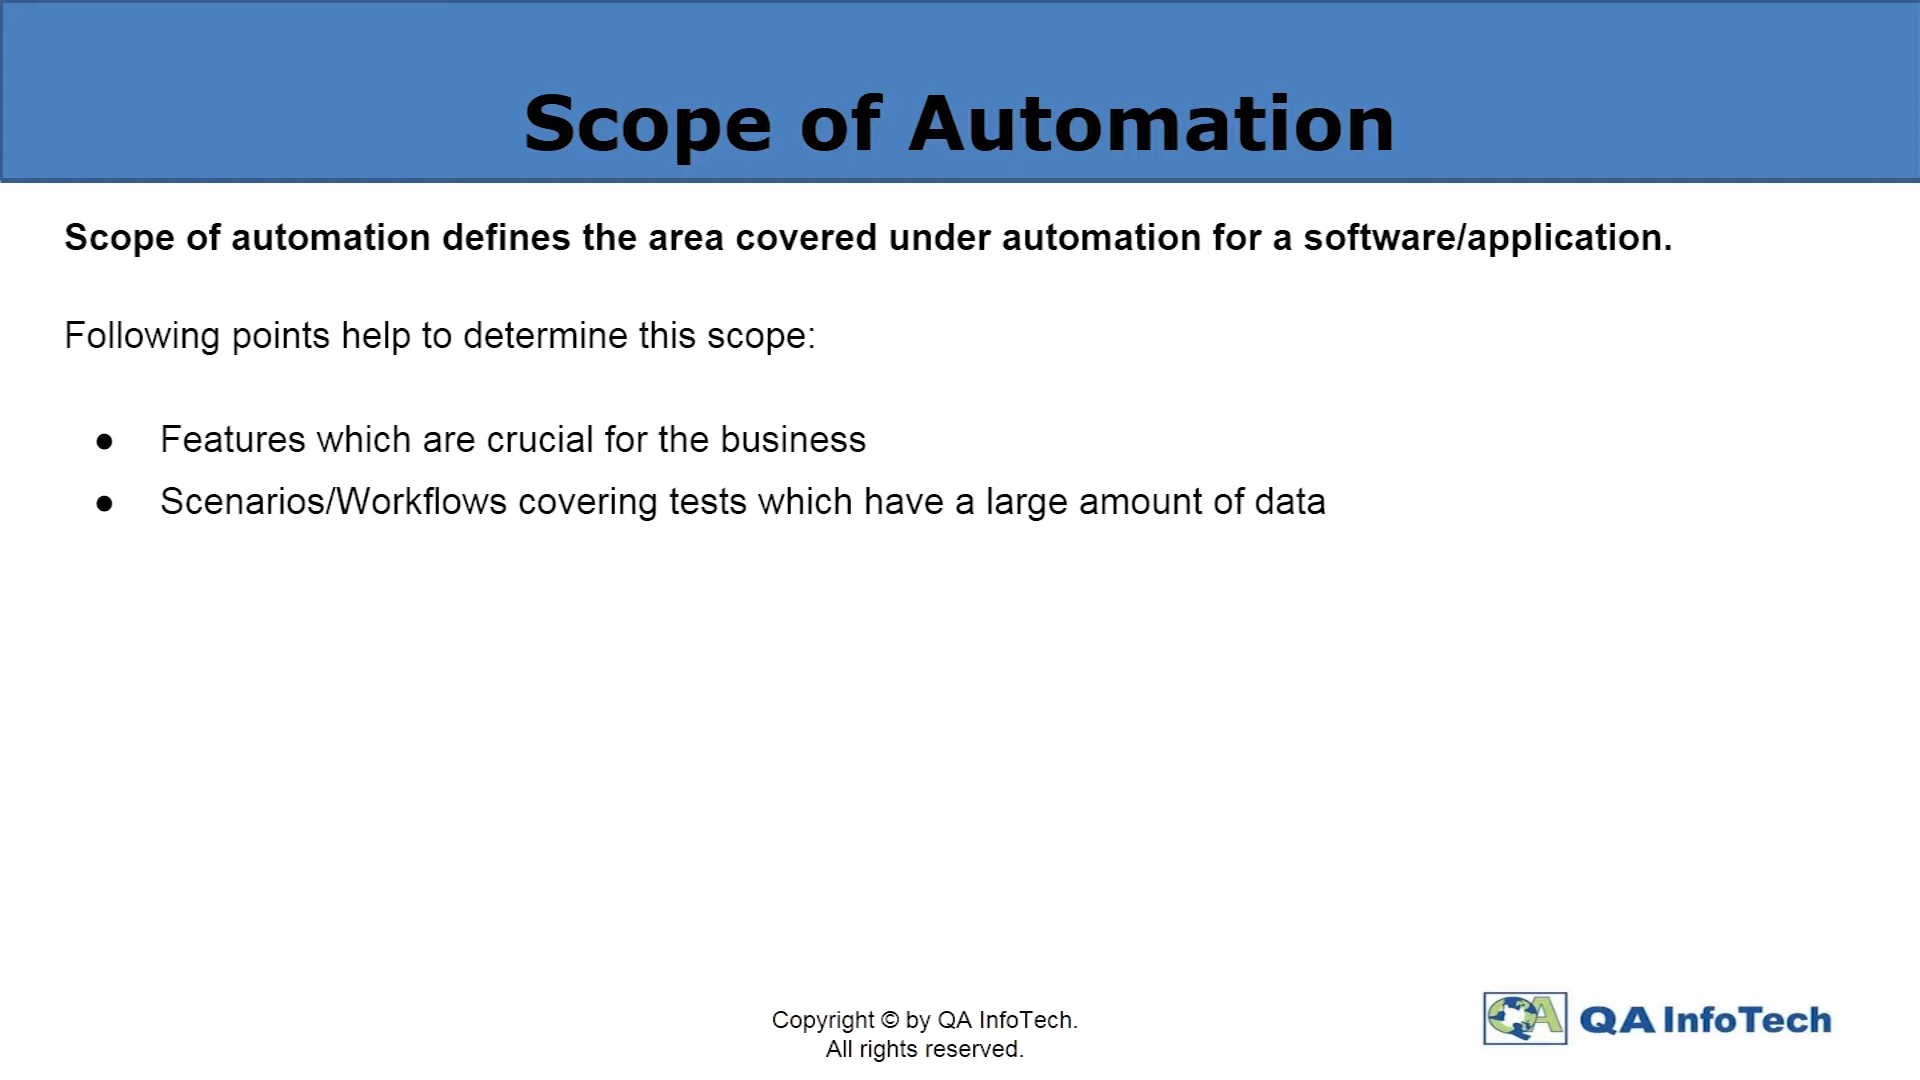 Scope of Automation
Scope of automation defines the area covered under automation for a software/application.
Following points help to determine this scope:
● Features which are crucial for the business
● Scenarios/Workflows covering tests which have a large amount of data
Copyright © by QA InfoTech.
All rights reserved.
QA QA InfoTech